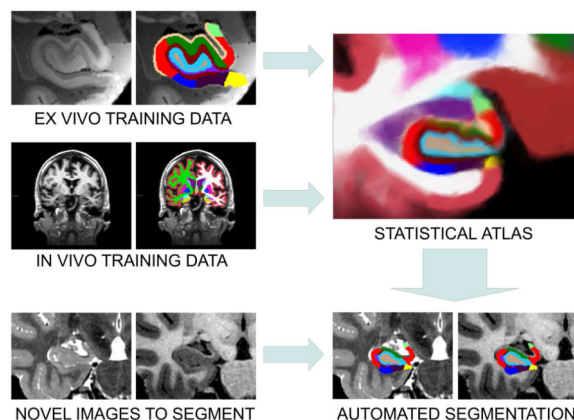 EX VIVO TRAINING DATA
IN VIVO TRAINING DATA
STATISTICAL ATLAS
NOVEL IMAGES TO SEGMENT
AUTOMATED SEGMENTATION